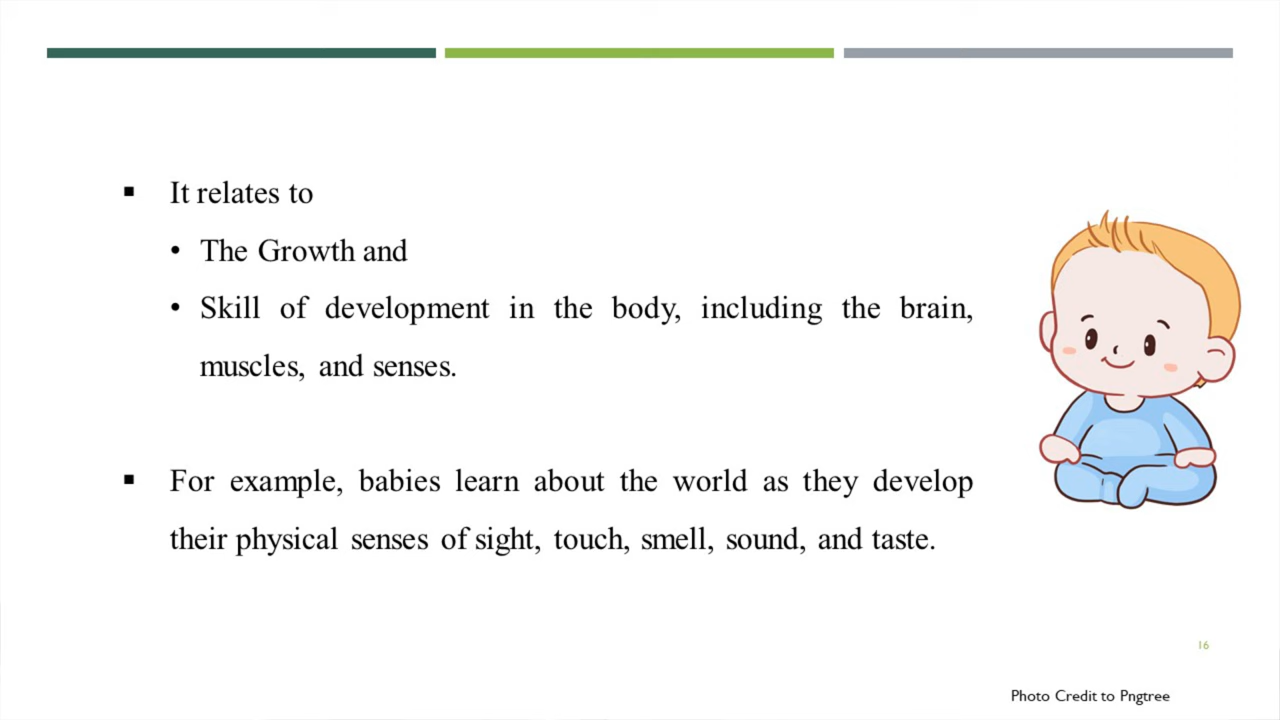 ▪ It relates to
• The Growth and
• Skill of development in the body, including the brain,
muscles, and senses.
▪ For example, babies learn about the world as they develop
their physical senses of sight, touch, smell, sound, and taste.
16
Photo Credit to Pngtree